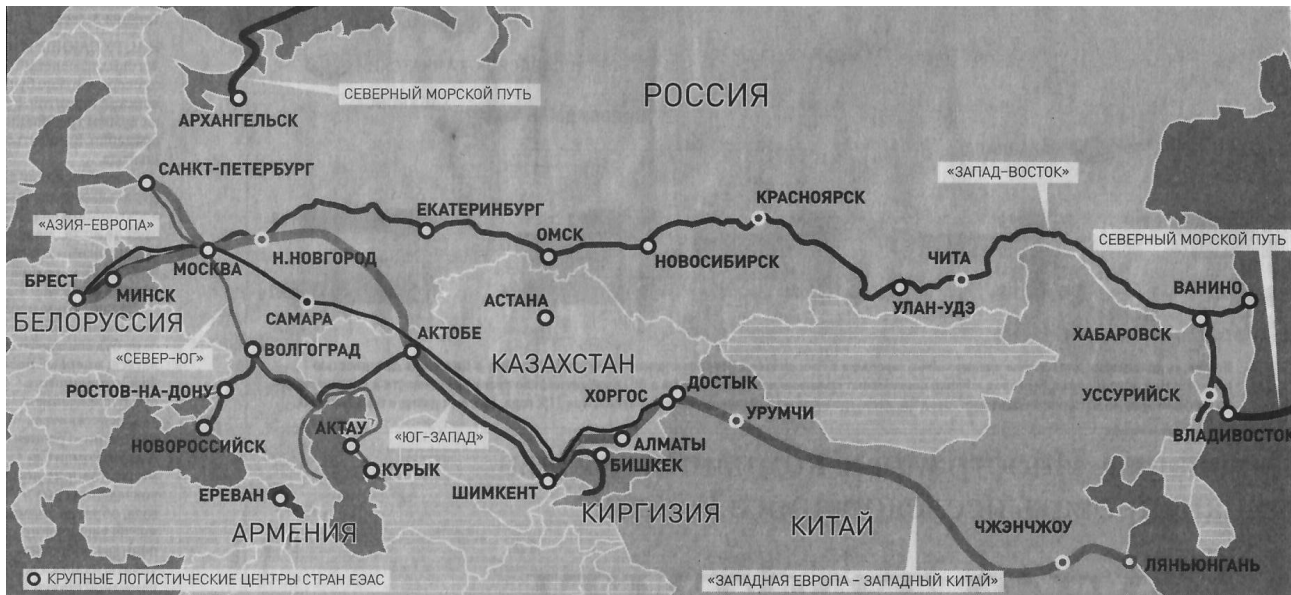 РОССИЯ
СЕВЕРНЫЙ МОРСКОЙ ПУТЬ
АРХАНГЕЛЬСК
САНКТ-ПЕТЕРБУРГ
«ЗАПАД-ВОСТОК»
КРАСНОЯРСК
«АЗИЯ-ЕВРОПА»
ЕКАТЕРИНБУРГ
ОМСК
СЕВЕРНЫЙ МОРСКОЙ ПУТЬ
МОСКВА
Н.НОВГОРОД
НОВОСИБИРСК
ЧИТА
БРЕСТ
МИНСК
УЛАН-УДЭ
ВАНИНО
САМАРА
АСТАНА
БЕЛОРУССИЯ
ХАБАРОВСК
АКТОБЕ
«СЕВЕР-ЮГ»
ВОЛГОГРАД
КАЗАХСТАН
РОСТОВ-НА-ДОНУ
ХОРГОС
ДОСТЫК
УССУРИЙСК
УРУМЧИ
АКТАУ
«ЮГ-ЗАПАД»
НОВОРОССИЙСК
АЛМАТЫ
ВЛАДИВОСТОК
КУРЫК
БИШКЕК
ЕРЕВАН
ШИМКЕНТ
АРМЕНИЯ
КИРГИЗИЯ
КИТАЙ
ЧЖЭНЧЖОУ
ЛЯНЬЮНГАНЬ
КРУПНЫЕ ЛОГИСТИЧЕСКИЕ ЦЕНТРЫ СТРАН ЕЭАС
«ЗАПАДНАЯ ЕВРОПА – ЗАПАДНЫЙ КИТАЙ»